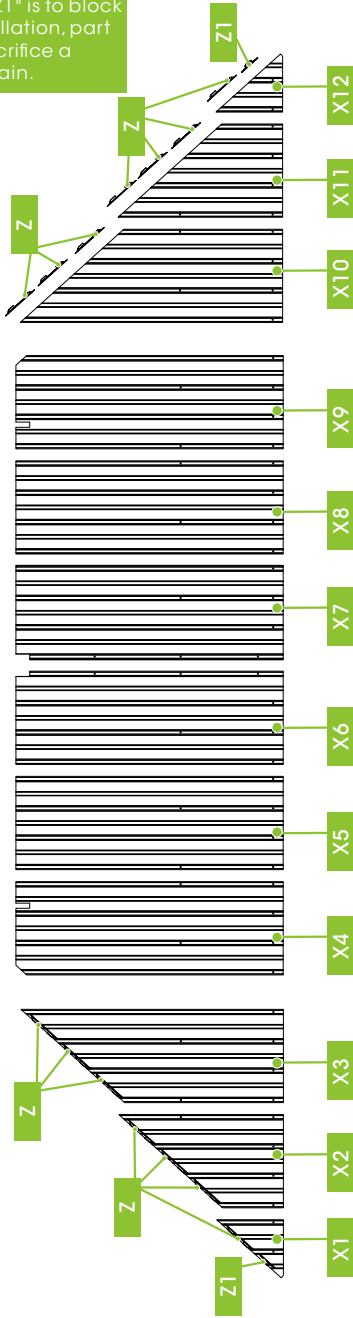 Z1" is to block
llation, part
crifice a
ain.
Z Z
Z Z
Z1 Z1
X1 X2 X3 X4 X5 X6 X7 X8 X9 X10 X11 X12